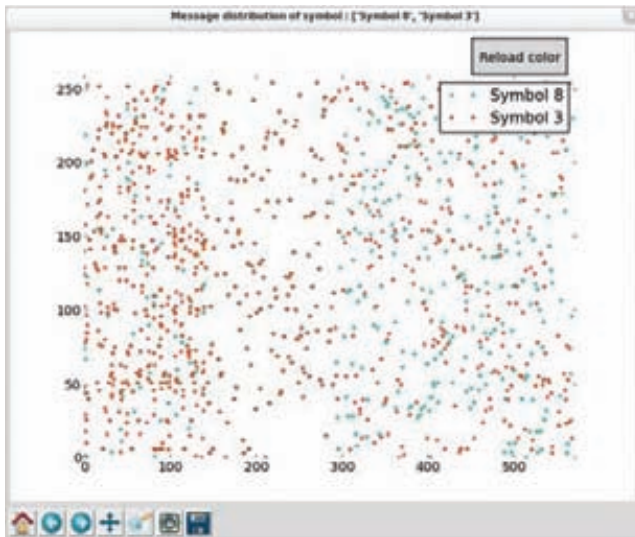 Message distribution of symbol : ['Symbol 8', 'Symbol 3']
Reload color
Symbol 8
Symbol 3
250
200
150
100
50
0
0 100 200 300 400 500